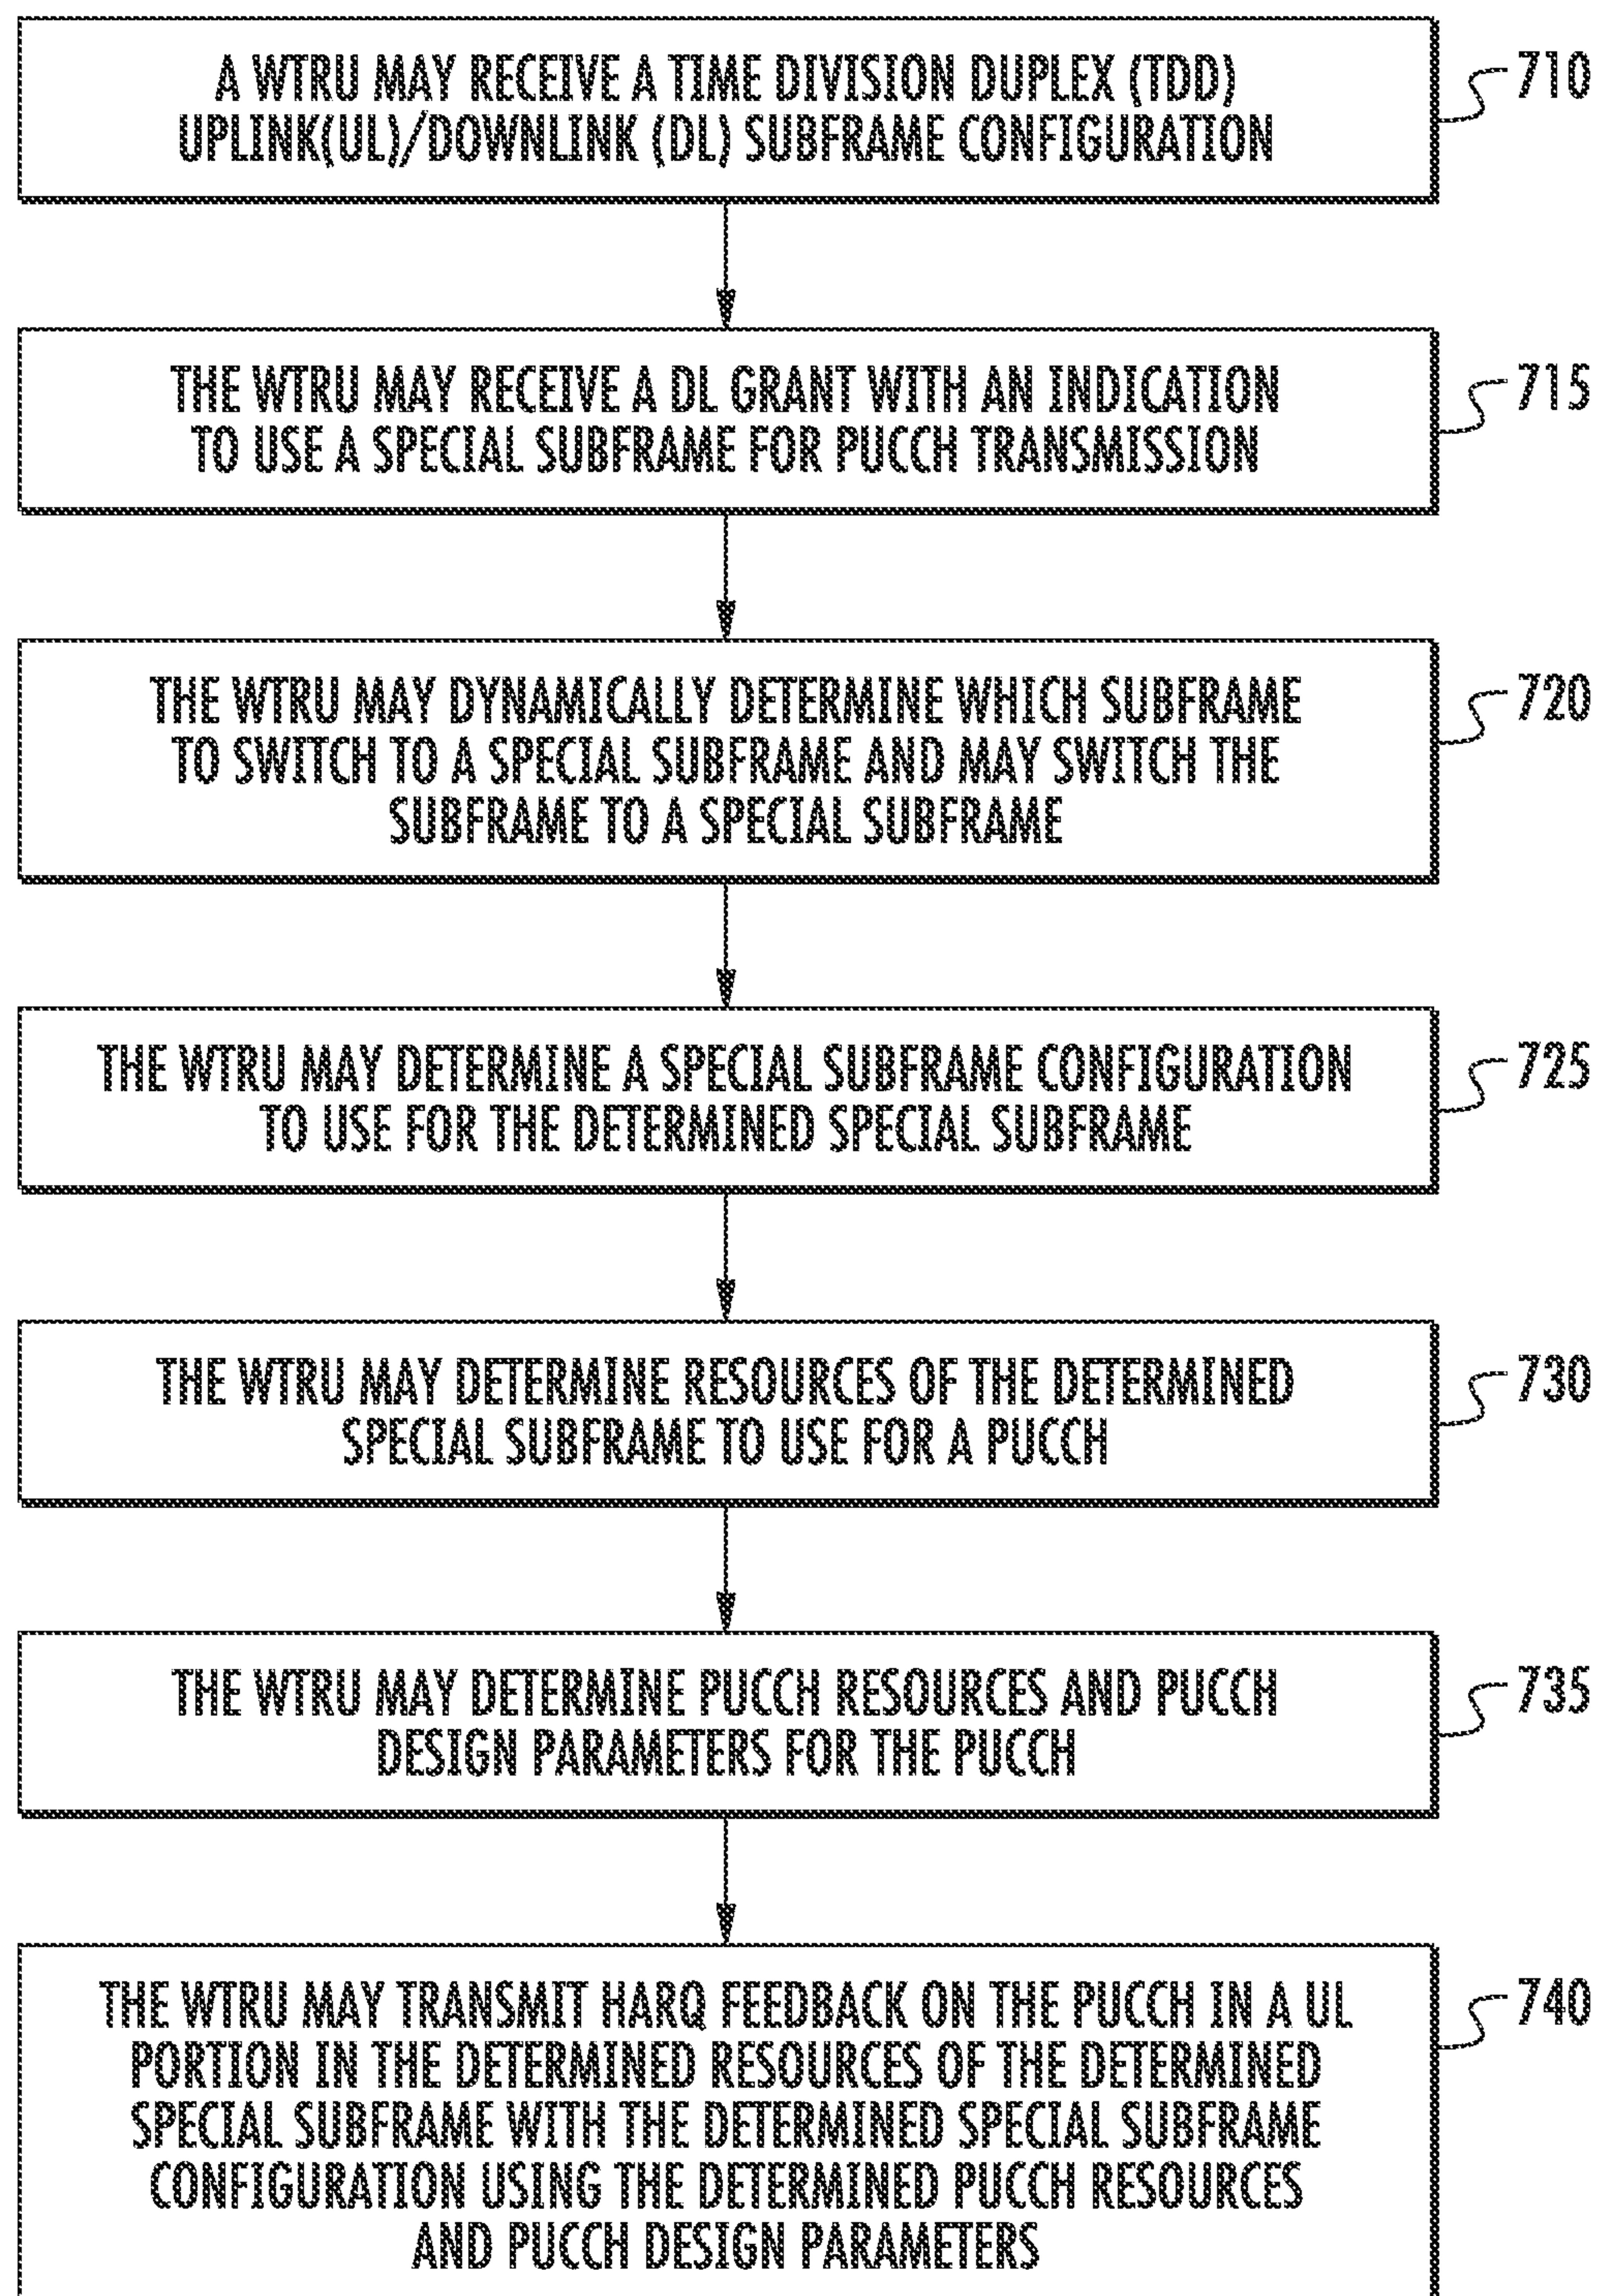 A WTRU MAY RECEIVE A TIME DIVISION DUPLEX (TDD)
UPLINK(UL)/DOWNLINK (DL) SUBFRAME CONFIGURATION
710
THE WTRU MAY RECEIVE A DL GRANT WITH AN INDICATION
TO USE A SPECIAL SUBFRAME FOR PUCCH TRANSMISSION
715
THE WTRU MAY DYNAMICALLY DETERMINE WHICH SUBFRAME
TO SWITCH TO A SPECIAL SUBFRAME AND MAY SWITCH THE
SUBFRAME TO A SPECIAL SUBFRAME
720
THE WTRU MAY DETERMINE A SPECIAL SUBFRAME CONFIGURATION
TO USE FOR THE DETERMINED SPECIAL SUBFRAME
725
THE WTRU MAY DETERMINE RESOURCES OF THE DETERMINED
SPECIAL SUBFRAME TO USE FOR A PUCCH
730
THE WTRU MAY DETERMINE PUCCH RESOURCES AND PUCCH
DESIGN PARAMETERS FOR THE PUCCH
735
THE WTRU MAY TRANSMIT HARQ FEEDBACK ON THE PUCCH IN A UL
PORTION IN THE DETERMINED RESOURCES OF THE DETERMINED
SPECIAL SUBFRAME WITH THE DETERMINED SPECIAL SUBFRAME
CONFIGURATION USING THE DETERMINED PUCCH RESOURCES
AND PUCCH DESIGN PARAMETERS
740